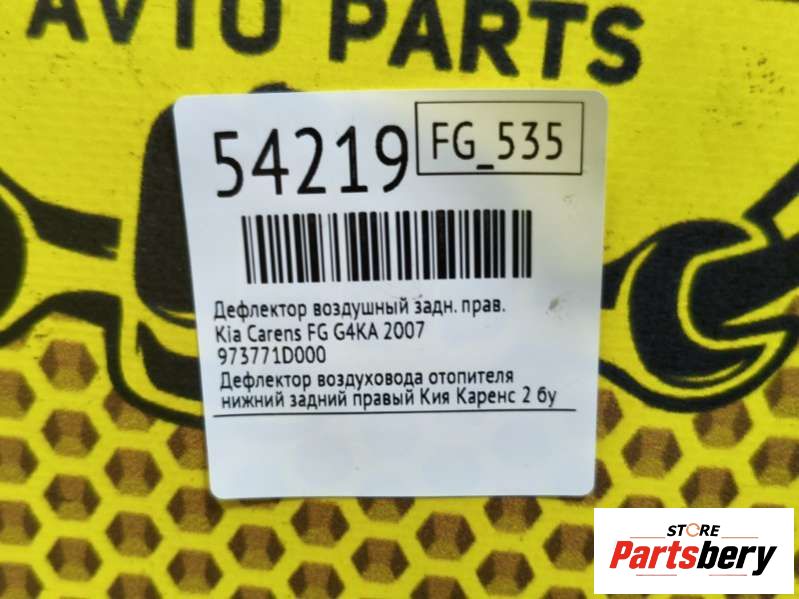 AVTO PARTS
54219
FG_535
Дефлектор воздушный задн. прав.
Kia Carens FG G4KA 2007
973771D000
Дефлектор воздуховода отопителя
нижний задний правый Кия Каренс 2 бу
STORE
Partsbery